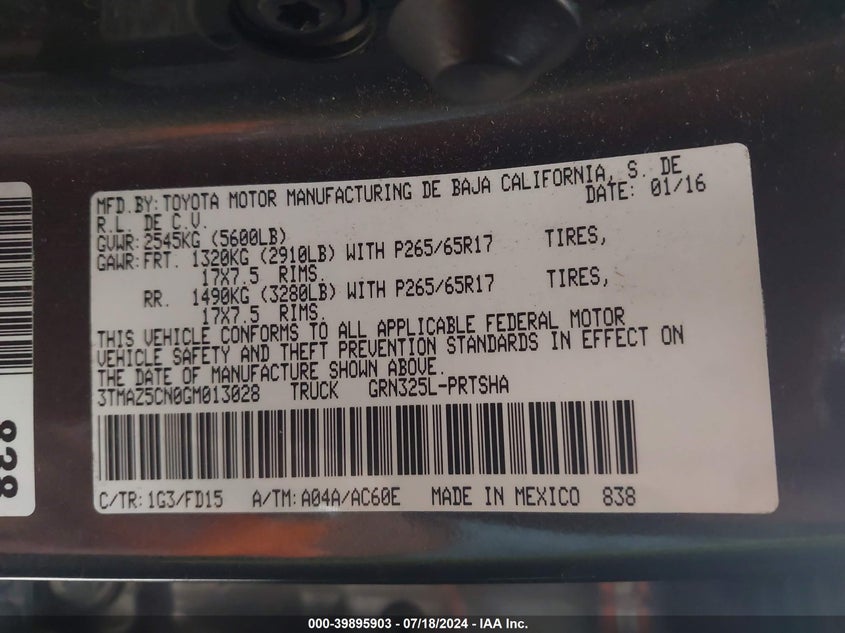 MFD.BY: TOYOTA MOTOR MANUFACTURING DE BAJA CALIFORNIA, S. DE
R.L. DE C.V. DATE: 01/16
GVWR: 2545KG (5600LB)
GAWR: FRT. 1320KG (2910LB) WITH P265/65R17 TIRES,
17X7.5 RIMS.
RR. 1490KG (3280LB) WITH P265/65R17 TIRES,
17X7.5 RIMS.
THIS VEHICLE CONFORMS TO ALL APPLICABLE FEDERAL MOTOR
VEHICLE SAFETY AND THEFT PREVENTION STANDARDS IN EFFECT ON
THE DATE OF MANUFACTURE SHOWN ABOVE.
3TMAZ5CN0GM013028 TRUCK GRN325L-PRTSHA
C/TR: 1G3/FD15 A/TM: A04A/AC60E MADE IN MEXICO 838
838
000-39895903 - 07/18/2024 - IAA Inc.